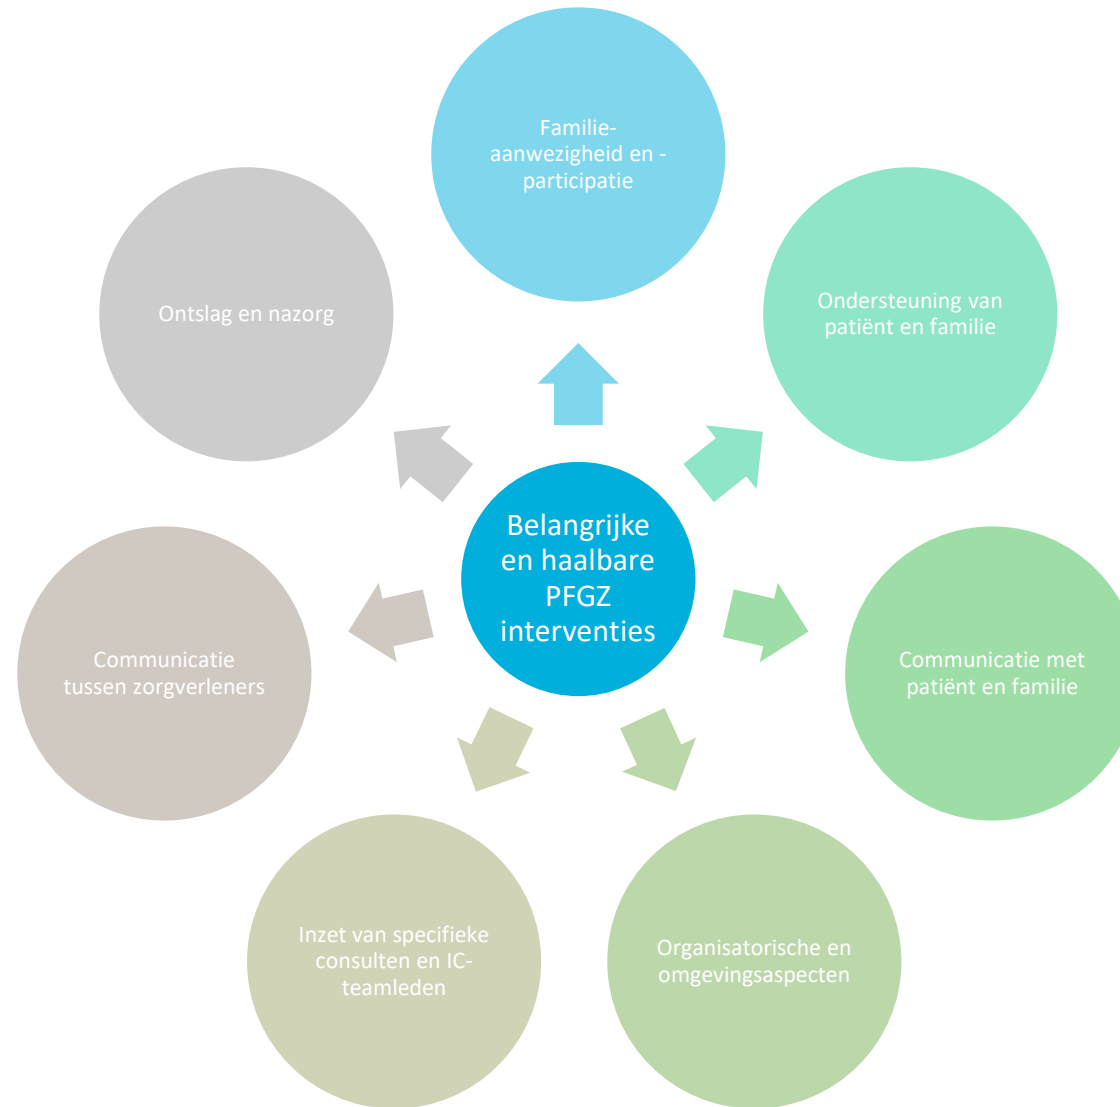 Familie-
aanwezigheid en -
participatie
Ondersteuning van
patiënt en familie
Communicatie met
patiënt en familie
Organisatorische en
omgevingsaspecten
Inzet van specifieke
consulten en IC-
teamleden
Communicatie
tussen zorgverleners
Ontslag en nazorg
Belangrijke
en haalbare
PFGZ
interventies